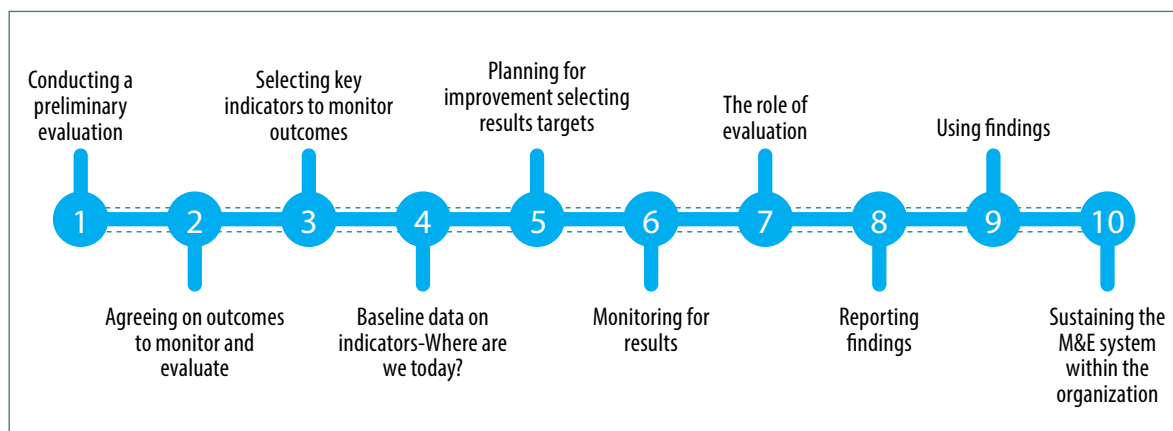 Conducting a
preliminary
evaluation
Selecting key
indicators to monitor
outcomes
Planning for
improvement selecting
results targets
The role of
evaluation
Using findings
1
2
3
4
5
6
7
8
9
10
Agreeing on outcomes
to monitor and
evaluate
Baseline data on
indicators-Where are
we today?
Monitoring for
results
Reporting
findings
Sustaining the
M&E system
within the
organization